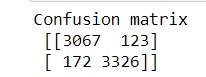 Confusion matrix
[[3067 123]
[ 172 3326]]